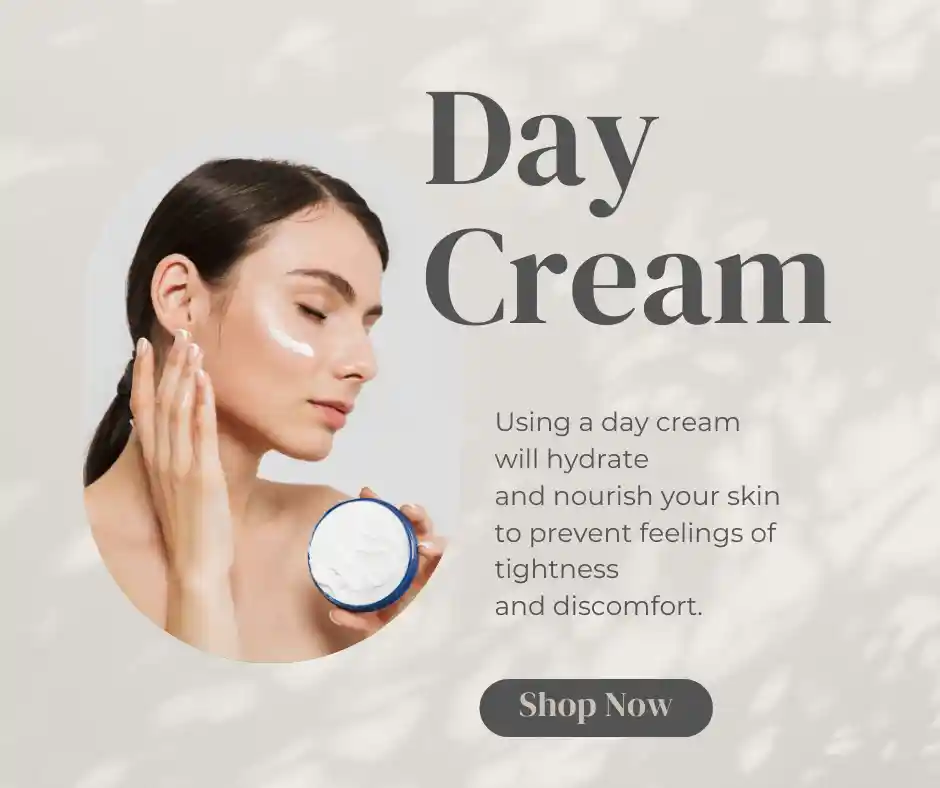 Day
Cream
Using a day cream
will hydrate
and nourish your skin
to prevent feelings of
tightness
and discomfort.
Shop Now